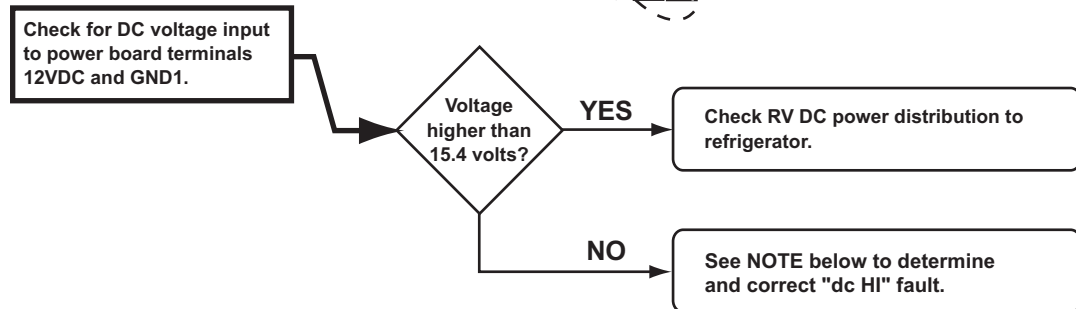 Check for DC voltage input
to power board terminals
12VDC and GND1.
Voltage
higher than
15.4 volts?
YES
Check RV DC power distribution to
refrigerator.
NO
See NOTE below to determine
and correct "dc HI" fault.